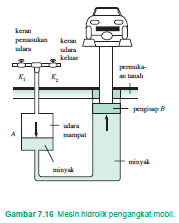 keran
pemasukan
udara
keran
udara
keluar
K1
K2
permuka-
an tanah
pengisap B
A
udara
mampat
minyak
minyak
Gambar 7.16 Mesin hidrolik pengangkat mobil.